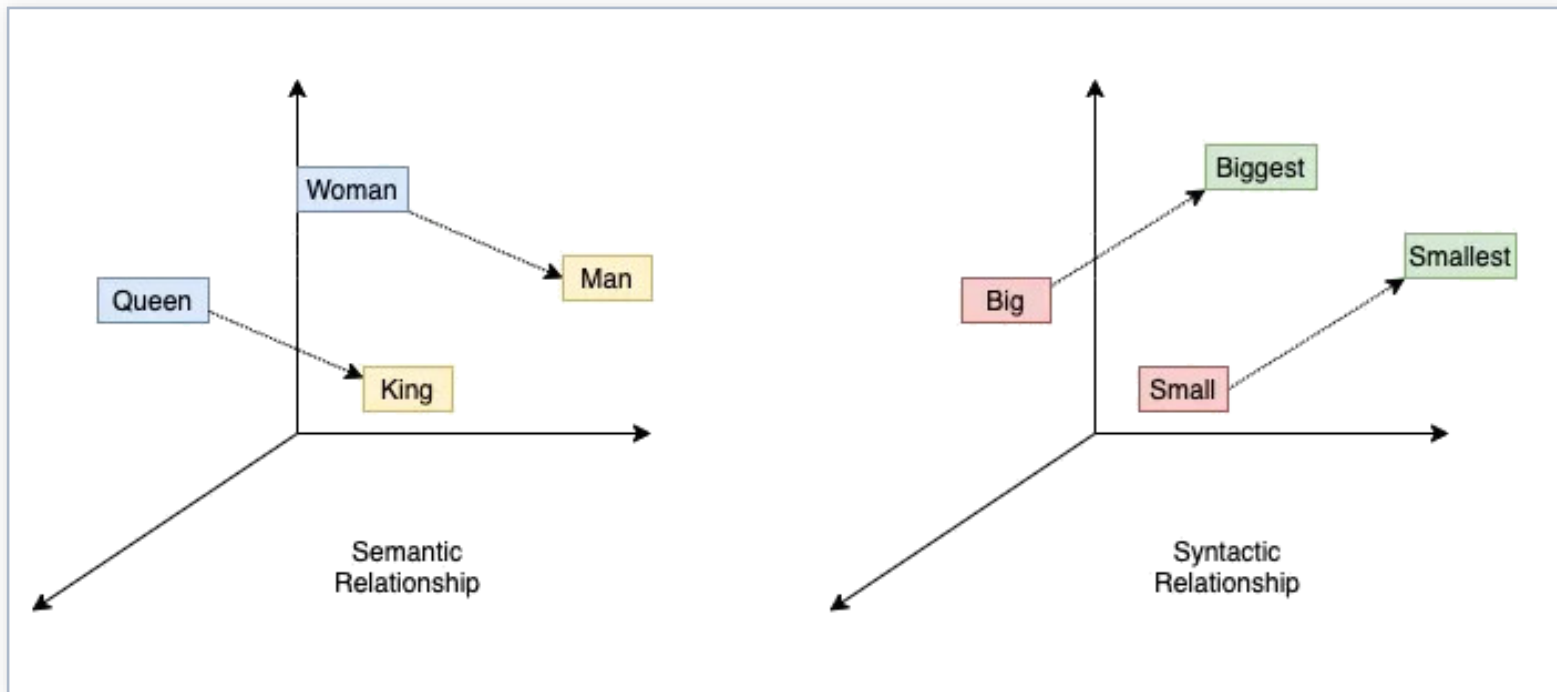 Woman
Man
Queen
King
Semantic
Relationship
Biggest
Smallest
Big
Small
Syntactic
Relationship